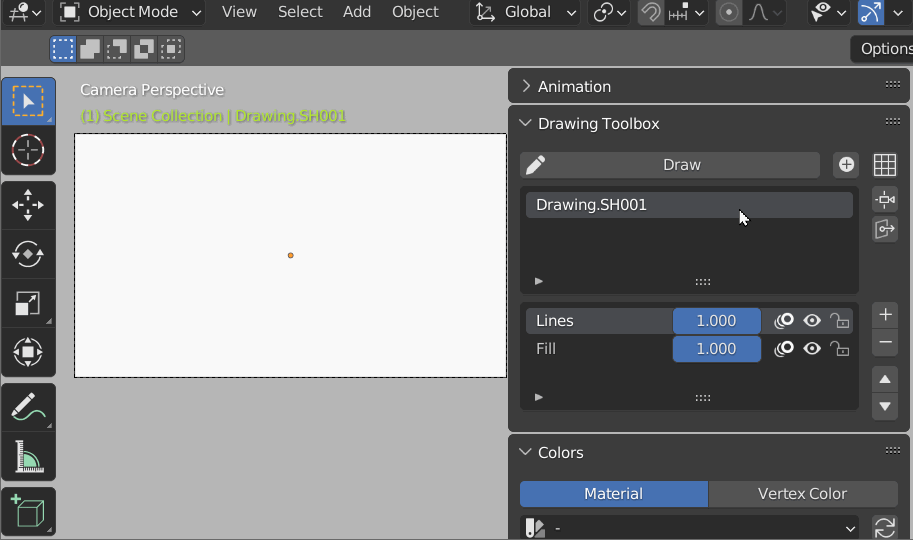 Object Mode View Select Add Object Global
Options
Camera Perspective
(1) Scene Collection | Drawing.SH001
Animation
Drawing Toolbox
Draw
Drawing.SH001
Lines 1.000
Fill 1.000
Colors
Material Vertex Color
-